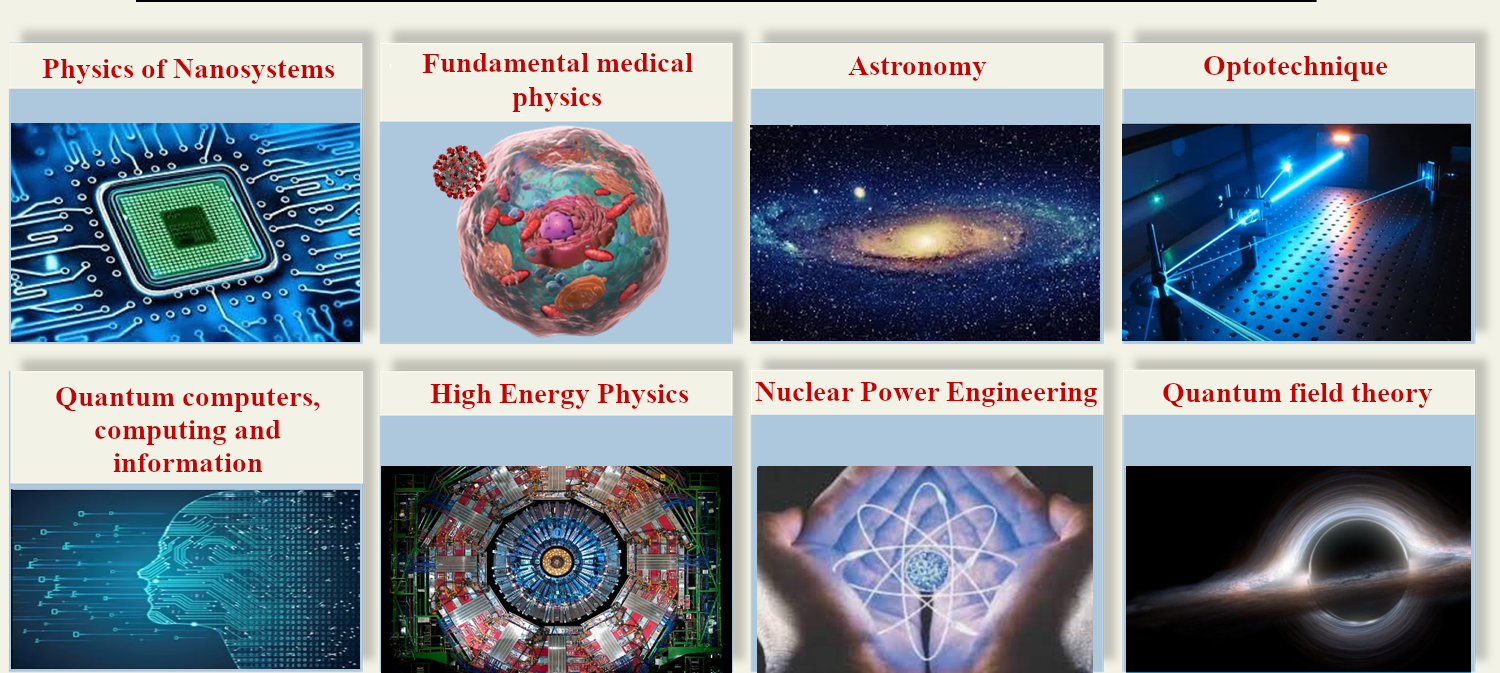 Physics of Nanosystems
Fundamental medical
physics
Astronomy
Optotechnique
Quantum computers,
computing and
information
High Energy Physics
Nuclear Power Engineering
Quantum field theory